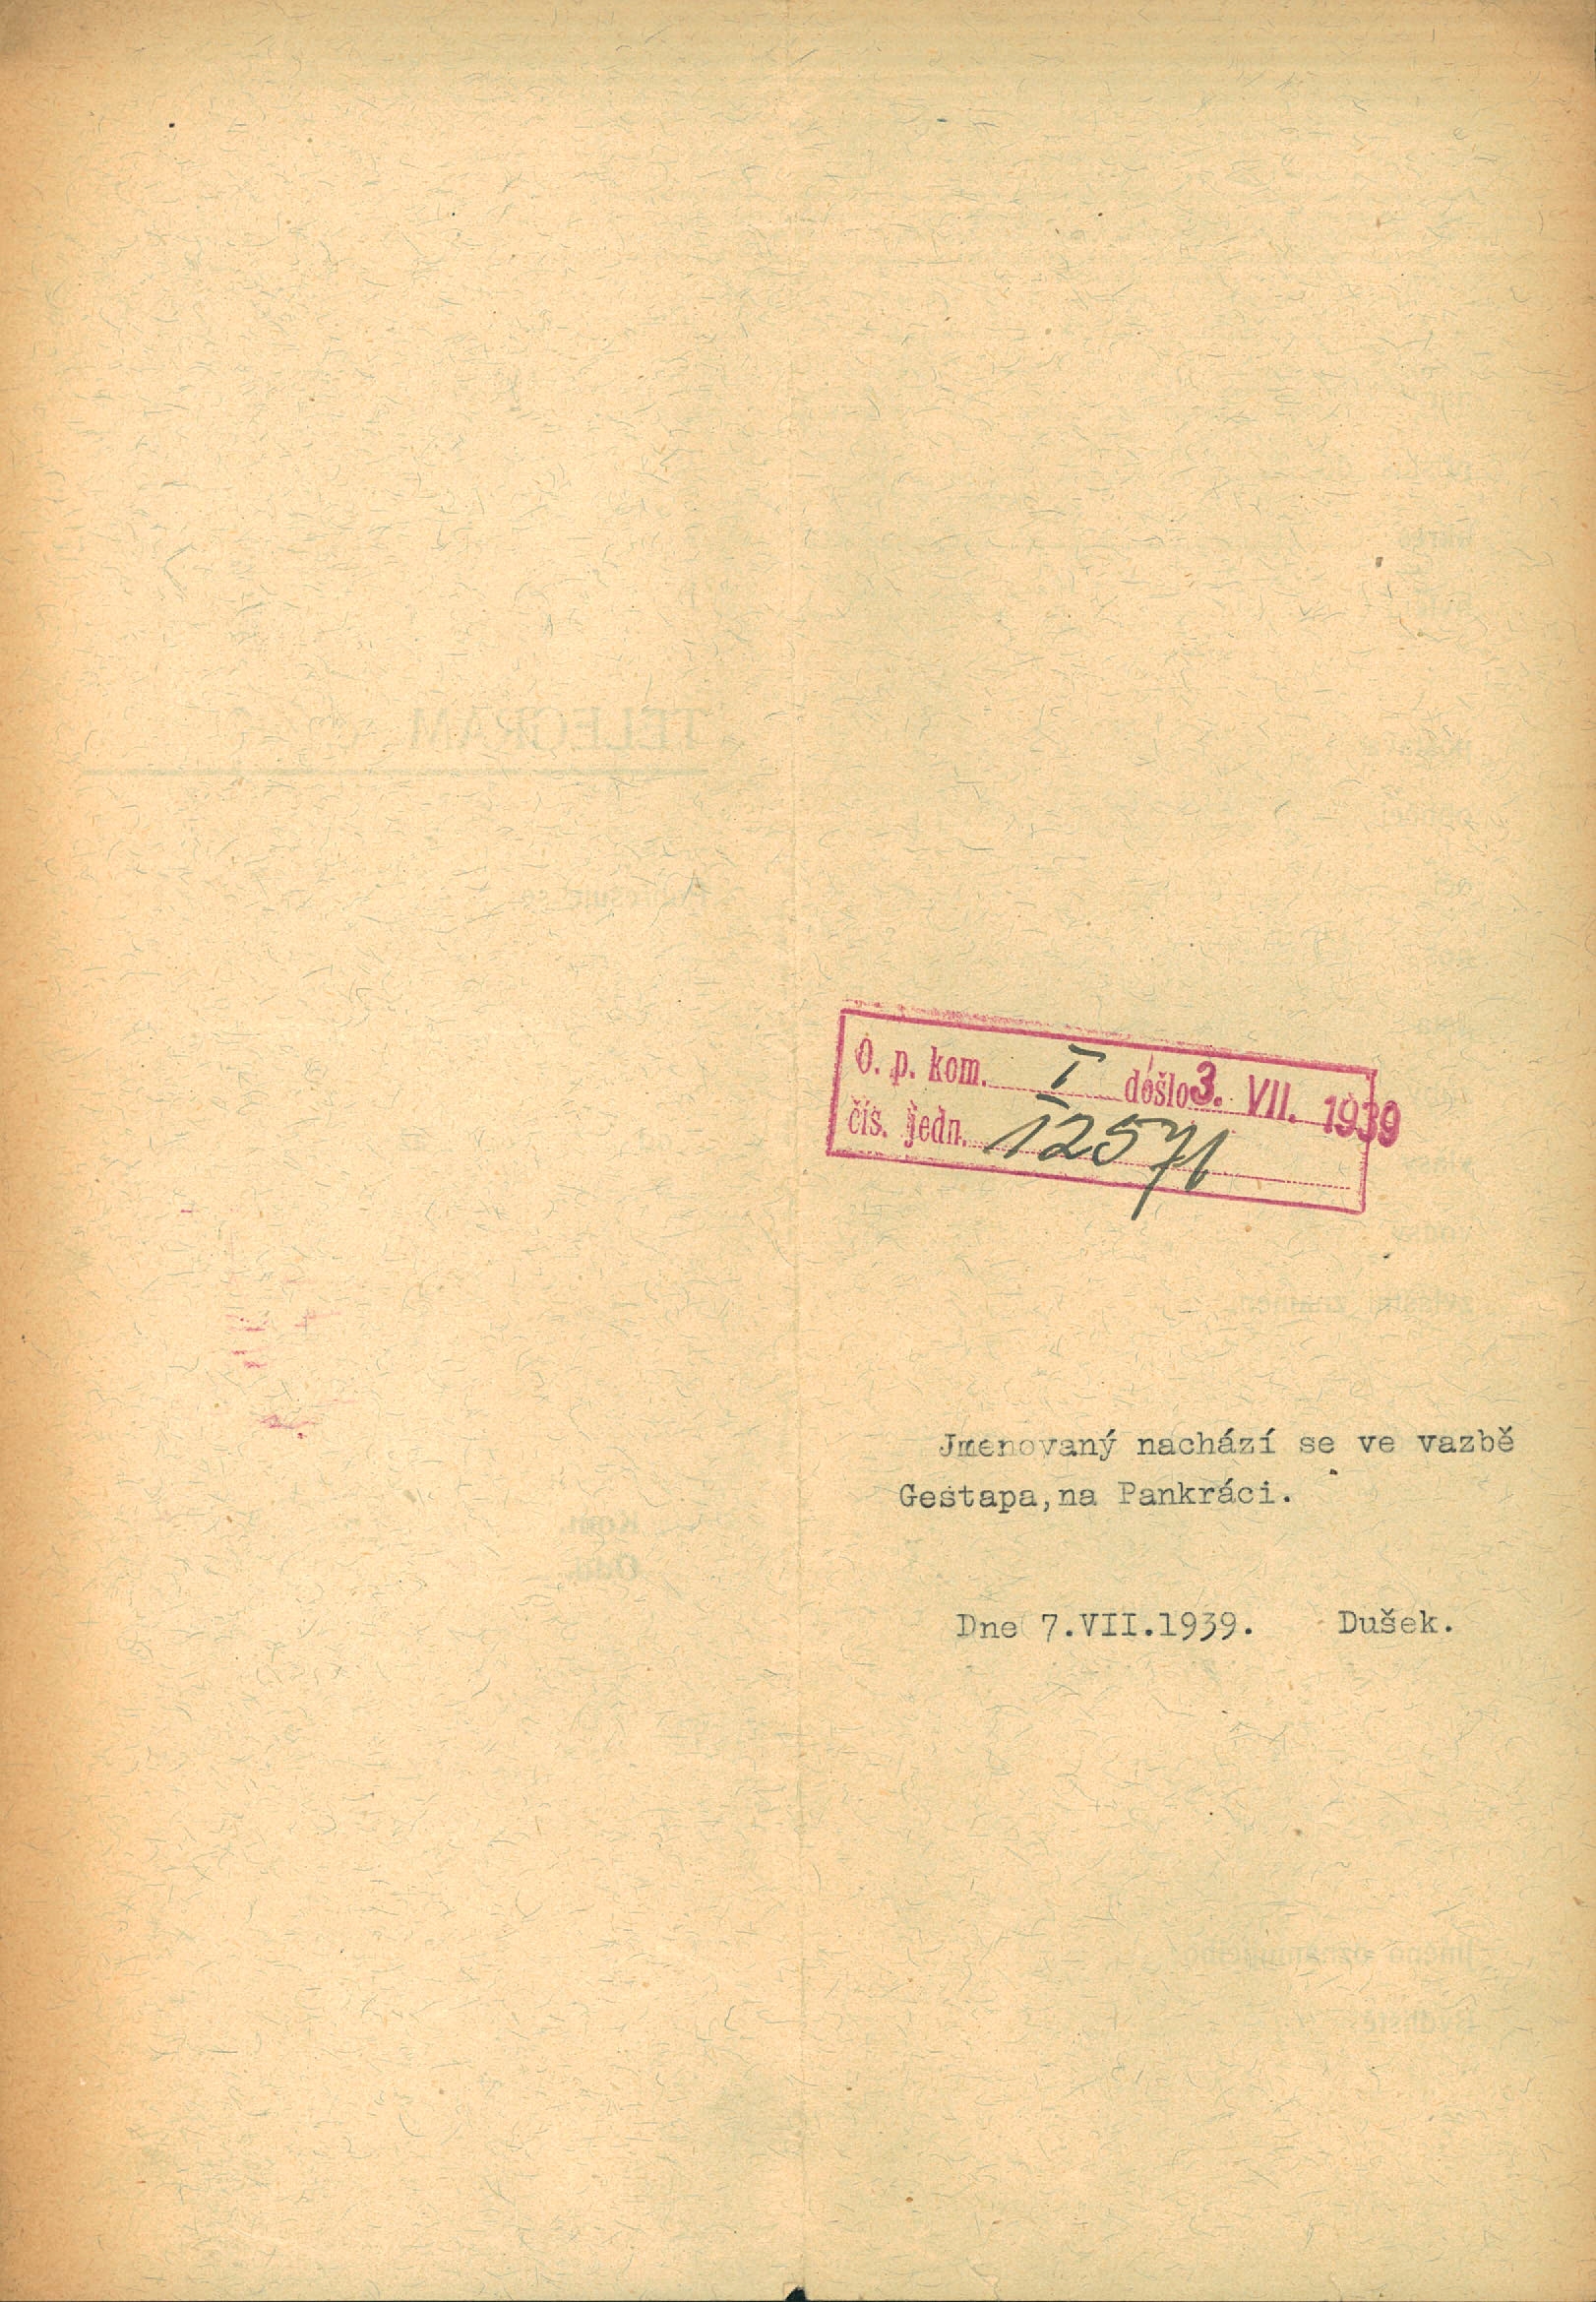 O. p. kom. I došlo 3. VII. 1939
čís. jedn. 12571
Jmenovaný nachází se ve vazbě
Gestapa,na Pankráci.
Dne 7.VII.1939. Dušek.
TELEGRAM